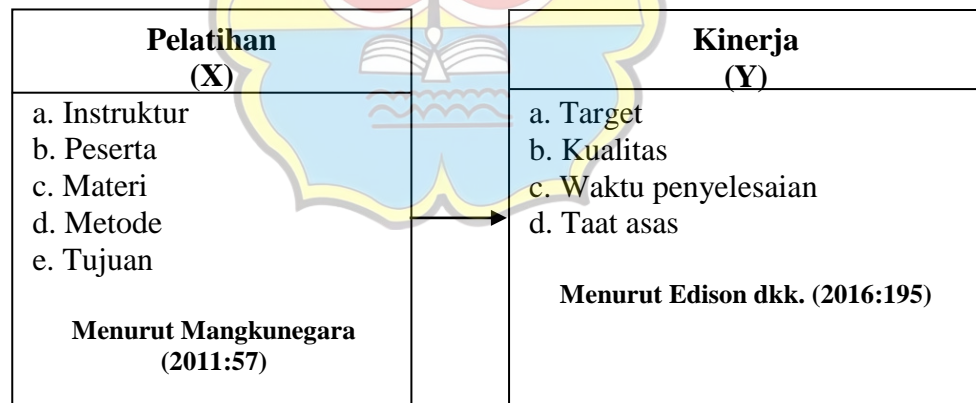 Pelatihan
(X)
a. Instruktur
b. Peserta
c. Materi
d. Metode
e. Tujuan
Menurut Mangkunegara
(2011:57)
Kinerja
(Y)
a. Target
b. Kualitas
c. Waktu penyelesaian
d. Taat asas
Menurut Edison dkk. (2016:195)